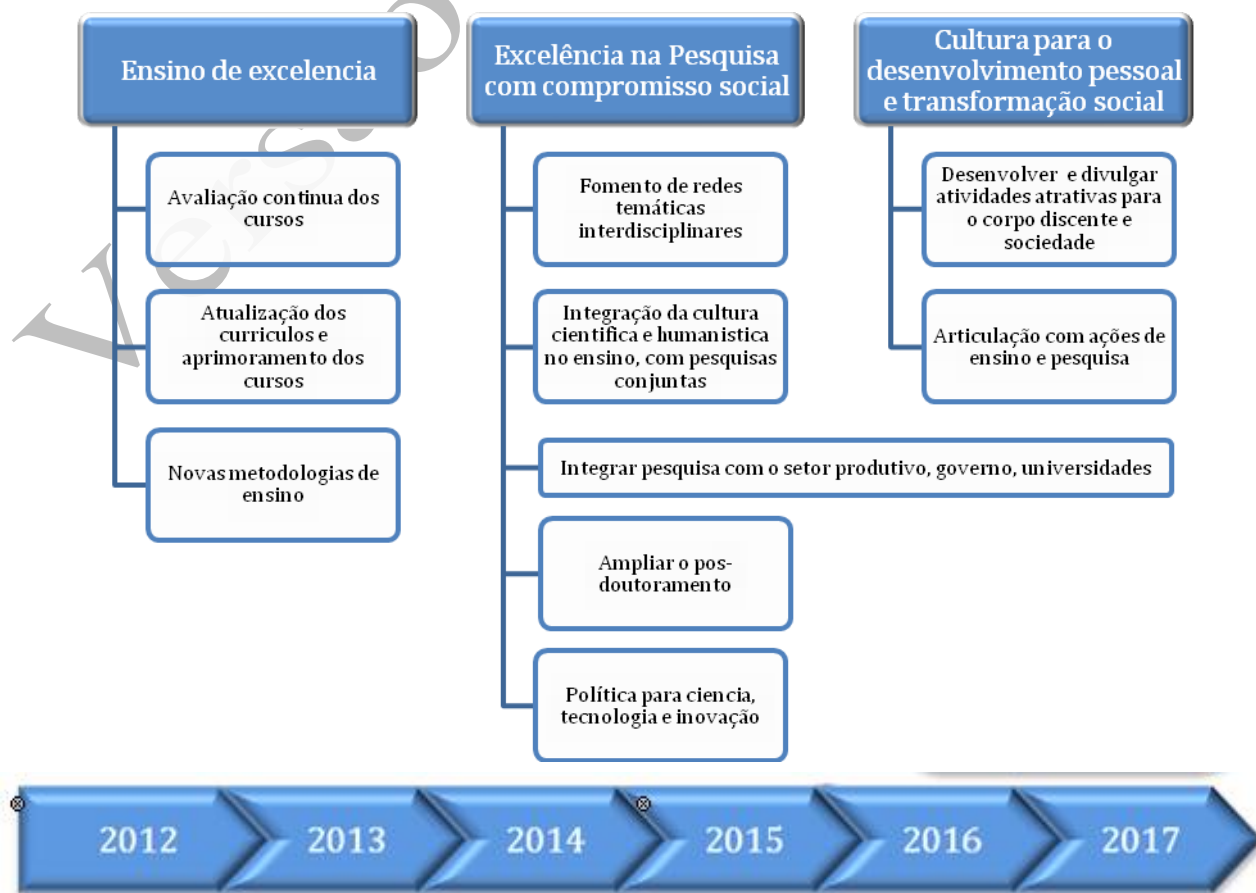 Ensino de excelencia
Avaliação continua dos
cursos
Atualização dos
curriculos e
aprimoramento dos
cursos
Novas metodologias de
ensino
Excelência na Pesquisa
com compromisso social
Fomento de redes
temáticas
interdisciplinares
Integração da cultura
cientifica e humanistica
no ensino, com pesquisas
conjuntas
Integrar pesquisa com o setor produtivo, governo, universidades
Ampliar o pos-
doutoramento
Política para ciencia,
tecnologia e inovação
Cultura para o
desenvolvimento pessoal
e transformação social
Desenvolver e divulgar
atividades atrativas para
o corpo discente e
sociedade
Articulação com ações de
ensino e pesquisa
2012 2013 2014 2015 2016 2017